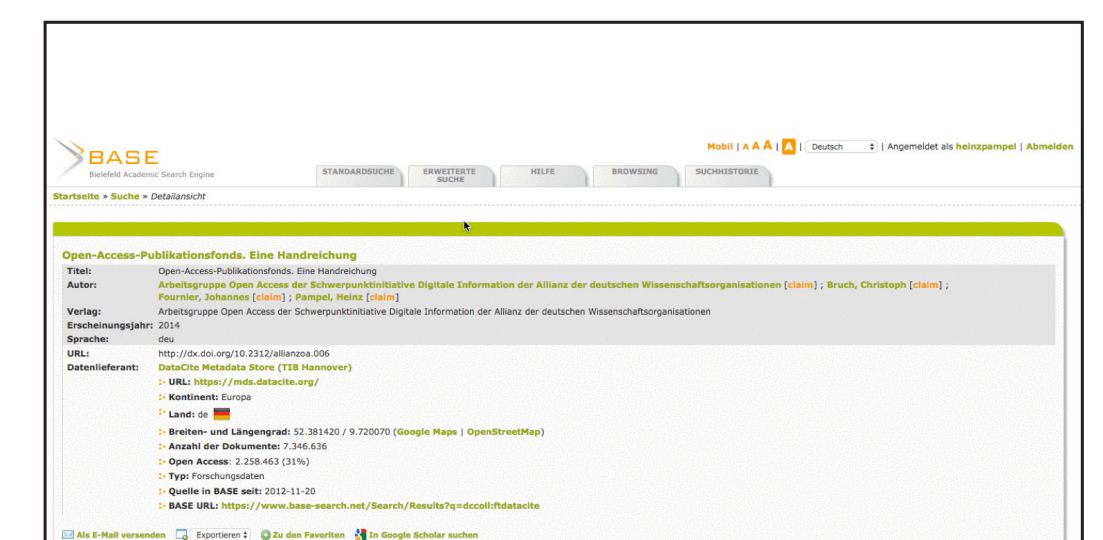 Mobil | A A A | A | Deutsch | Angemeldet als heinzpampel | Abmelden
BASE
Bielefeld Academic Search Engine
STANDARDSUCHE ERWEITERTE SUCHE HILFE BROWSING SUCHHISTORIE
Startseite » Suche » Detailansicht
Open-Access-Publikationsfonds. Eine Handreichung
Titel: Open-Access-Publikationsfonds. Eine Handreichung
Autor: Arbeitsgruppe Open Access der Schwerpunktinitiative Digitale Information der Allianz der deutschen Wissenschaftsorganisationen [claim] ; Bruch, Christoph [claim] ;
Fournier, Johannes [claim] ; Pampel, Heinz [claim]
Verlag: Arbeitsgruppe Open Access der Schwerpunktinitiative Digitale Information der Allianz der deutschen Wissenschaftsorganisationen
Erscheinungsjahr: 2014
Sprache: deu
URL: http://dx.doi.org/10.2312/allianzoa.006
Datenlieferant: DataCite Metadata Store (TIB Hannover)
URL: https://mds.datacite.org/
Kontinent: Europa
Land: de
Breiten- und Längengrad: 52.381420 / 9.720070 (Google Maps | OpenStreetMap)
Anzahl der Dokumente: 7.346.636
Open Access: 2.258.463 (31%)
Typ: Forschungsdaten
Quelle in BASE seit: 2012-11-20
BASE URL: https://www.base-search.net/Search/Results?q=dccoll:ftdatacite
Als E-Mail versenden Exportieren Zu den Favoriten In Google Scholar suchen